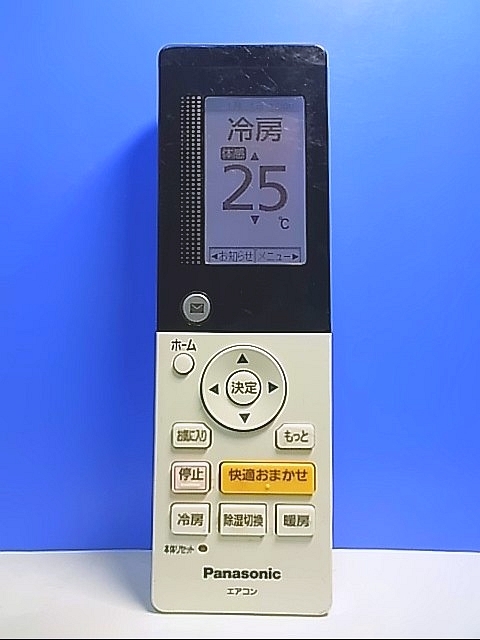 冷房
体感 ▲
25
▼ ℃
◀お知らせ メニュー▶
ホーム
▲
◀ 決定 ▶
▼
お気に入り もっと
停止 快適おまかせ
冷房 除湿切換 暖房
本体リセット
Panasonic
エアコン